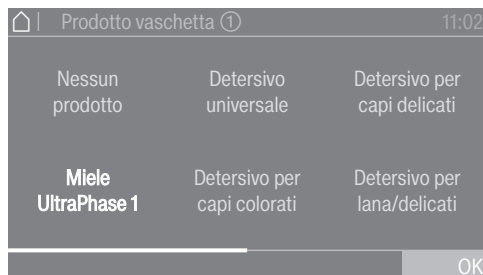 Prodotto vaschetta ① 11:02
Nessun prodotto
Detersivo universale
Detersivo per capi delicati
Miele UltraPhase 1
Detersivo per capi colorati
Detersivo per lana/delicati
OK